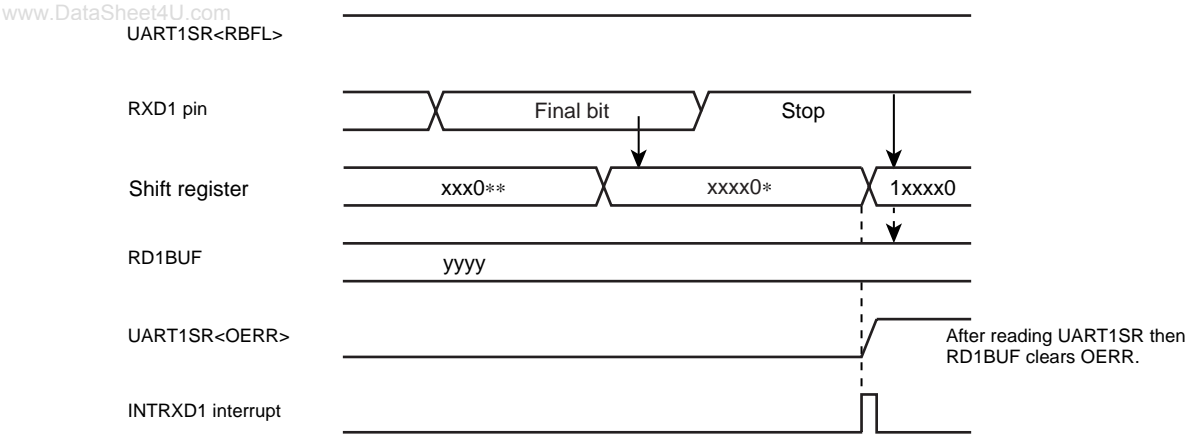 www.DataSheet4U.com
UART1SR<RBFL>
RXD1 pin
Final bit
Stop
Shift register
xxx0**
xxxx0*
1xxxx0
RD1BUF
yyyy
UART1SR<OERR>
After reading UART1SR then
RD1BUF clears OERR.
INTRXD1 interrupt